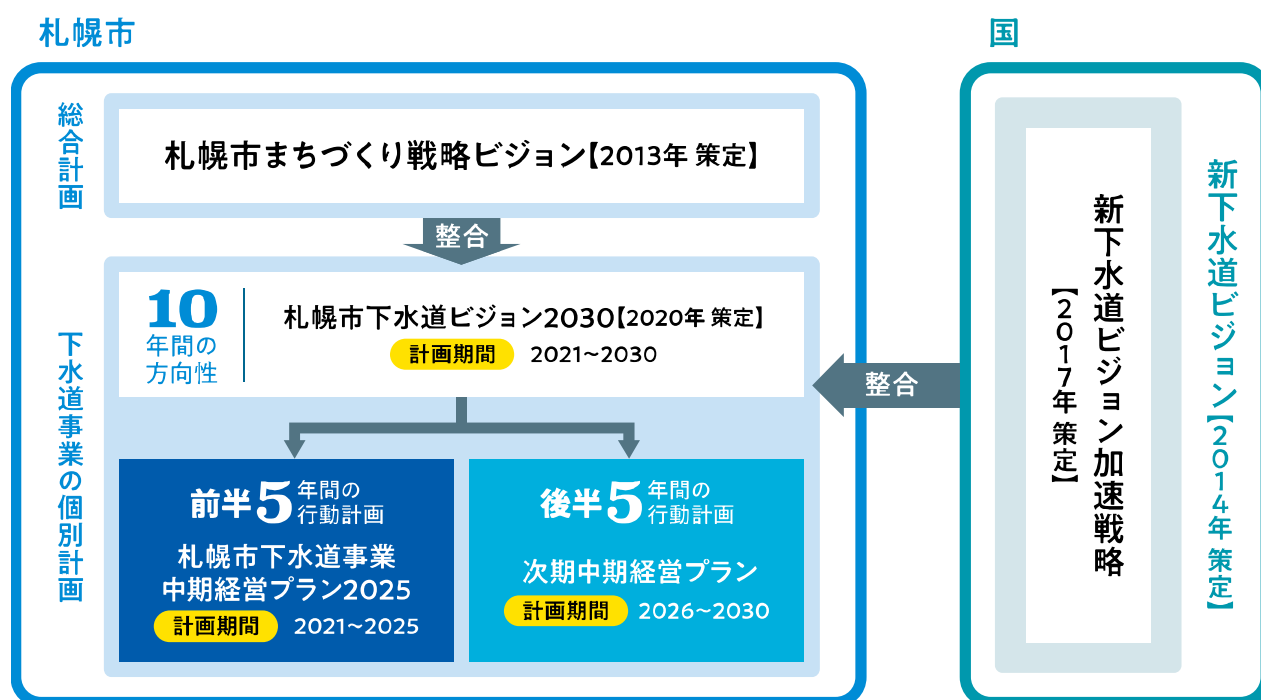 札幌市
総合計画
札幌市まちづくり戦略ビジョン【2013年 策定】
整合
下水道事業の個別計画
10
年間の
方向性
札幌市下水道ビジョン2030【2020年 策定】
計画期間 2021~2030
前半5年間の
行動計画
札幌市下水道事業
中期経営プラン2025
計画期間 2021~2025
後半5年間の
行動計画
次期中期経営プラン
計画期間 2026~2030
整合
国
新下水道ビジョン【2014年 策定】
新下水道ビジョン加速戦略
【2017年 策定】